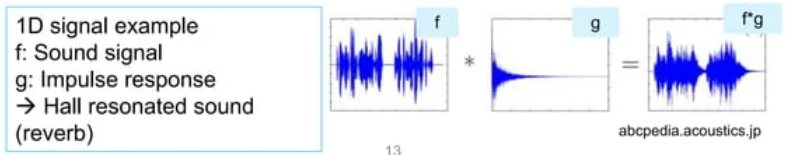 1D signal example
f: Sound signal
g: Impulse response
→ Hall resonated sound
(reverb)
f
*
g
=
f*g
abcpedia.acoustics.jp
13